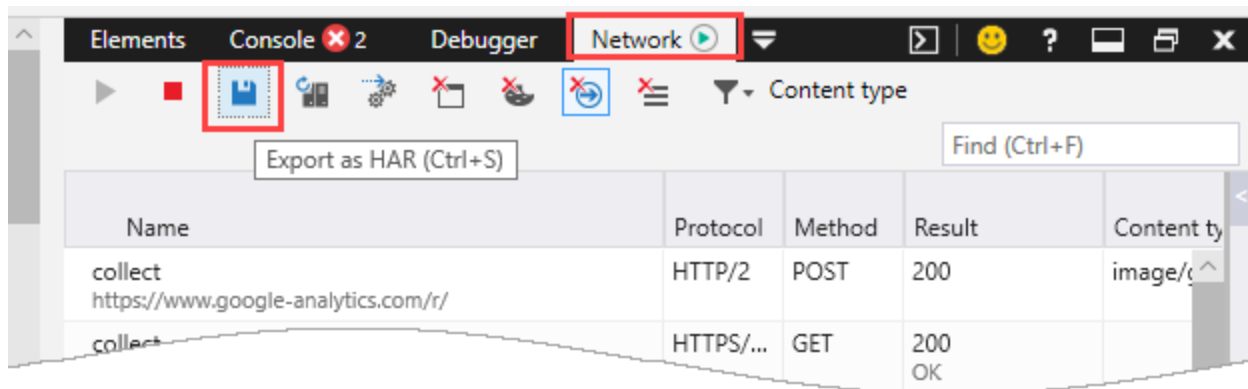 Elements Console 2 Debugger Network ?
Content type
Find (Ctrl+F)
Export as HAR (Ctrl+S)
Name Protocol Method Result Content ty
collect HTTP/2 POST 200 image/g
https://www.google-analytics.com/r/
collect HTTPS/... GET 200
OK